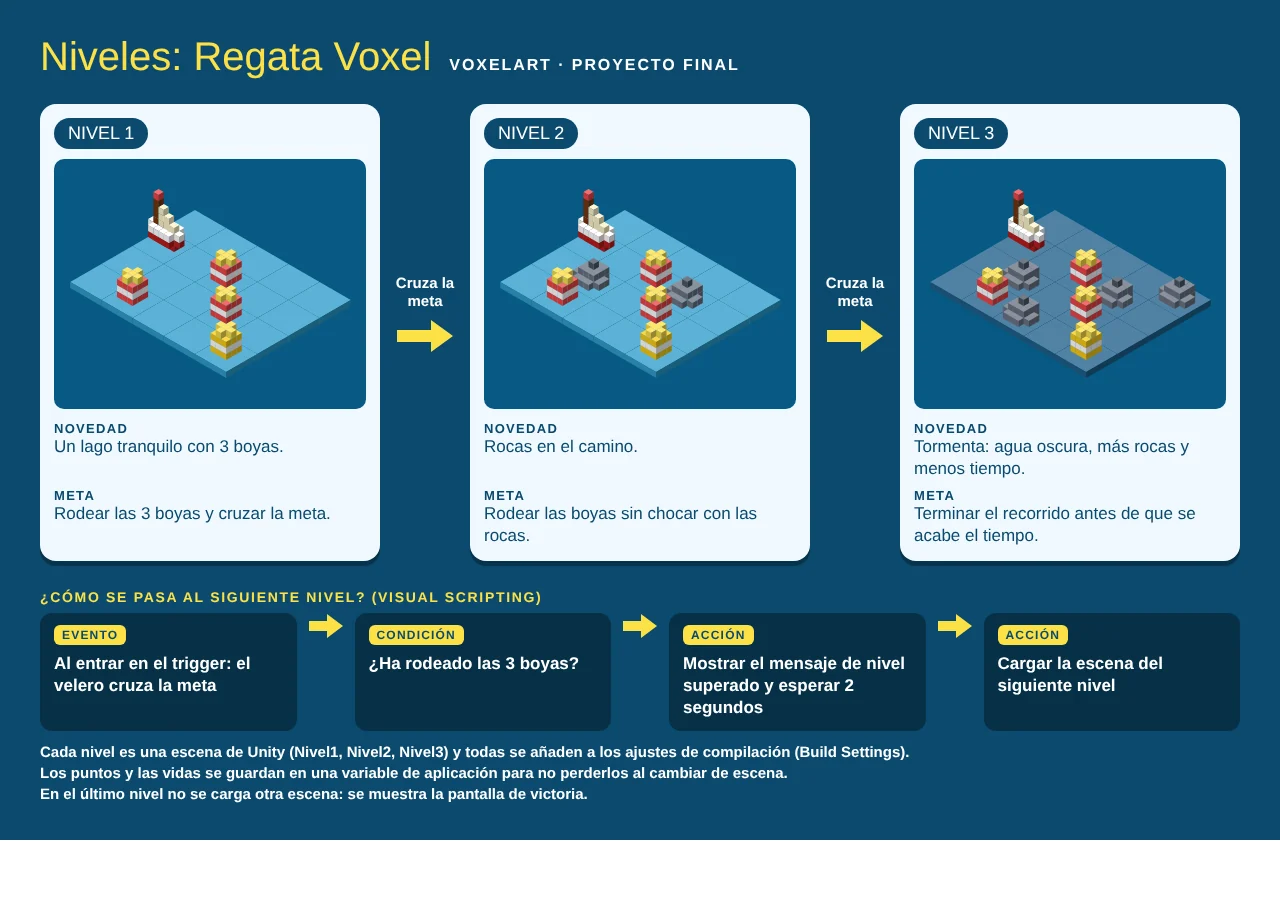 Niveles: Regata Voxel VOXELART · PROYECTO FINAL
NIVEL 1
NOVEDAD
Un lago tranquilo con 3 boyas.
META
Rodear las 3 boyas y cruzar la meta.
Cruza la
meta
NIVEL 2
NOVEDAD
Rocas en el camino.
META
Rodear las boyas sin chocar con las
rocas.
Cruza la
meta
NIVEL 3
NOVEDAD
Tormenta: agua oscura, más rocas y
menos tiempo.
META
Terminar el recorrido antes de que se
acabe el tiempo.
¿CÓMO SE PASA AL SIGUIENTE NIVEL? (VISUAL SCRIPTING)
EVENTO
Al entrar en el trigger: el
velero cruza la meta
CONDICIÓN
¿Ha rodeado las 3 boyas?
ACCIÓN
Mostrar el mensaje de nivel
superado y esperar 2
segundos
ACCIÓN
Cargar la escena del
siguiente nivel
Cada nivel es una escena de Unity (Nivel1, Nivel2, Nivel3) y todas se añaden a los ajustes de compilación (Build Settings).
Los puntos y las vidas se guardan en una variable de aplicación para no perderlos al cambiar de escena.
En el último nivel no se carga otra escena: se muestra la pantalla de victoria.